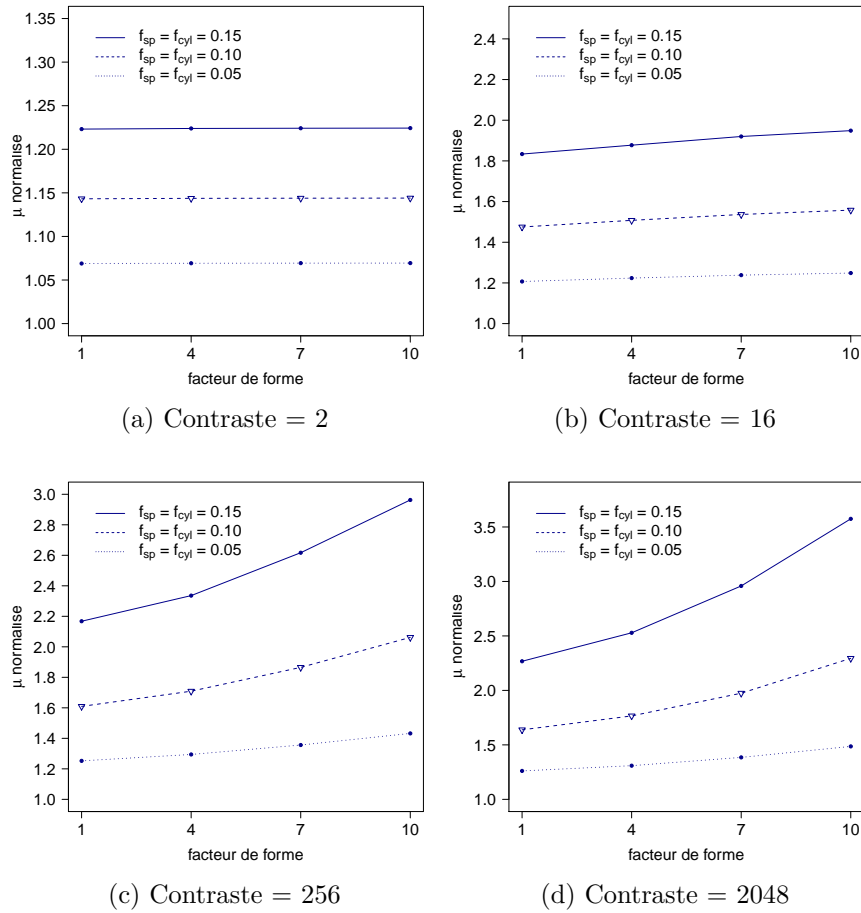 1.35
1.30
1.25
1.20
1.15
1.10
1.05
1.00
µ normalise
f_sp = f_cyl = 0.15
f_sp = f_cyl = 0.10
f_sp = f_cyl = 0.05
1 4 7 10
facteur de forme
(a) Contraste = 2
2.4
2.2
2.0
1.8
1.6
1.4
1.2
1.0
µ normalise
f_sp = f_cyl = 0.15
f_sp = f_cyl = 0.10
f_sp = f_cyl = 0.05
1 4 7 10
facteur de forme
(b) Contraste = 16
3.0
2.8
2.6
2.4
2.2
2.0
1.8
1.6
1.4
1.2
1.0
µ normalise
f_sp = f_cyl = 0.15
f_sp = f_cyl = 0.10
f_sp = f_cyl = 0.05
1 4 7 10
facteur de forme
(c) Contraste = 256
3.5
3.0
2.5
2.0
1.5
1.0
µ normalise
f_sp = f_cyl = 0.15
f_sp = f_cyl = 0.10
f_sp = f_cyl = 0.05
1 4 7 10
facteur de forme
(d) Contraste = 2048